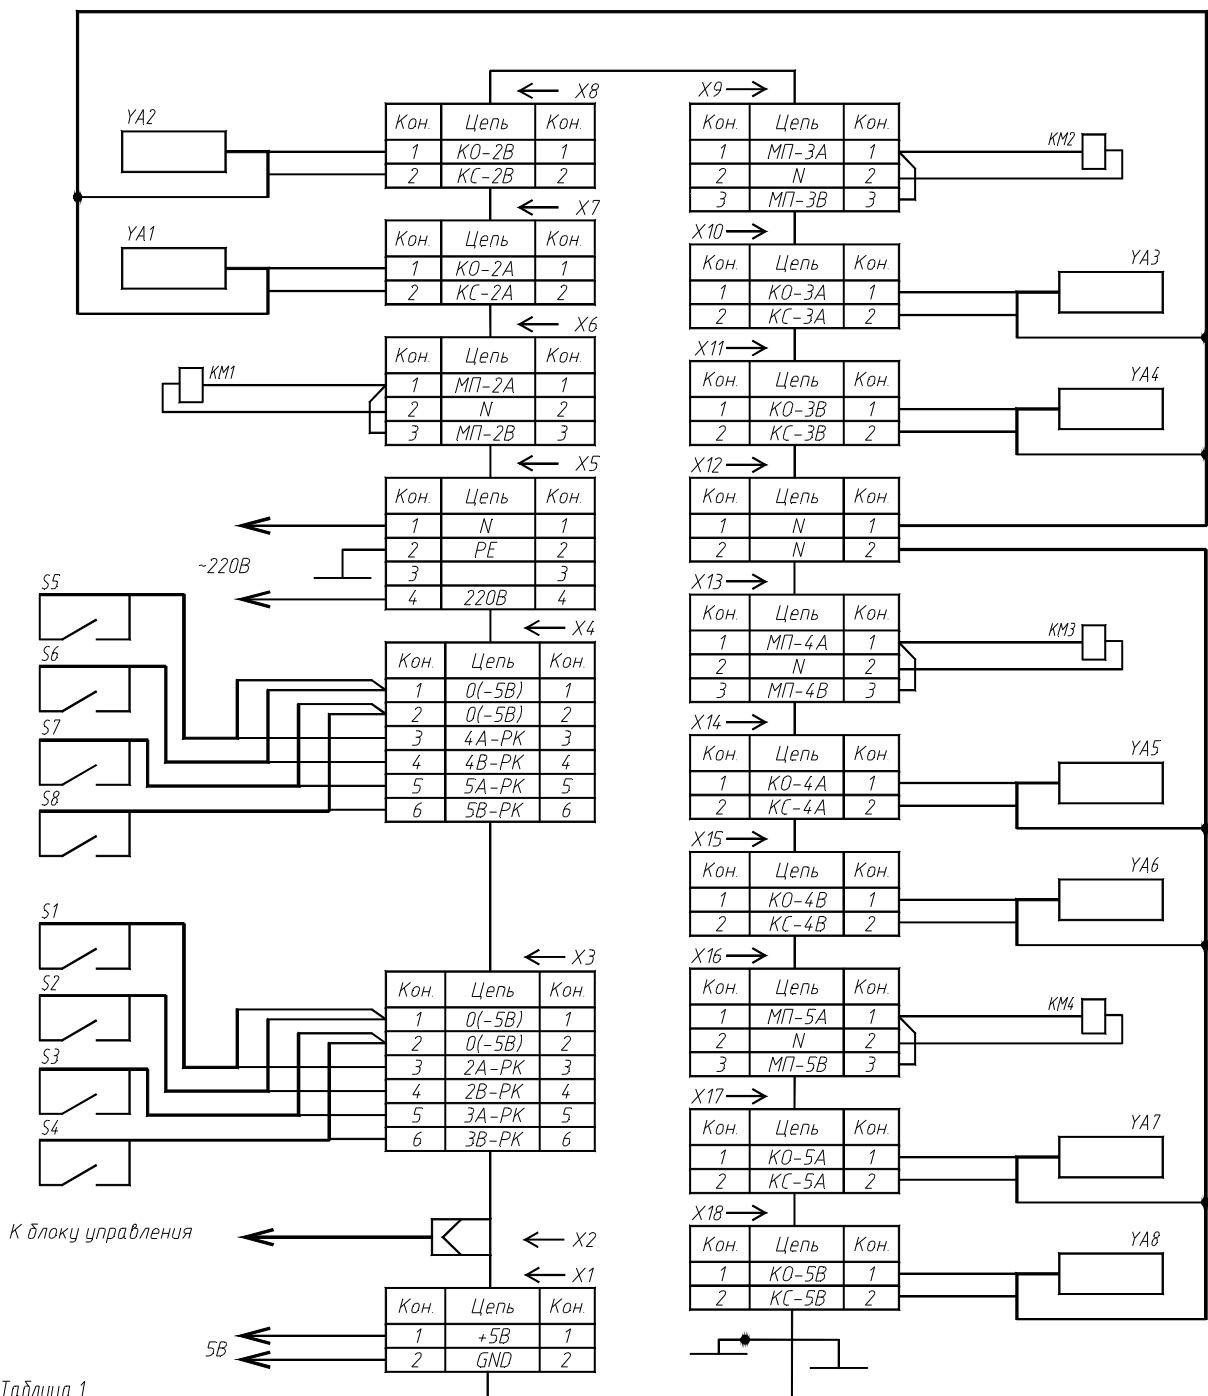 X8
YA2
Кон. Цепь Кон.
1 КО-2В 1
2 КС-2В 2
X7
YA1
Кон. Цепь Кон.
1 КО-2А 1
2 КС-2А 2
X6
Кон. Цепь Кон.
KM1
1 МП-2А 1
2 N 2
3 МП-2В 3
X5
Кон. Цепь Кон.
1 N 1
2 PE 2
~220В
3 3
4 220В 4
S5
S6
S7
S8
X4
Кон. Цепь Кон.
1 0(-5В) 1
2 0(-5В) 2
3 4А-РК 3
4 4В-РК 4
5 5А-РК 5
6 5В-РК 6
S1
S2
S3
S4
X3
Кон. Цепь Кон.
1 0(-5В) 1
2 0(-5В) 2
3 2А-РК 3
4 2В-РК 4
5 3А-РК 5
6 3В-РК 6
К блоку управления
X2
X1
Кон. Цепь Кон.
5В
1 +5В 1
2 GND 2
Таблица 1
X9
Кон. Цепь Кон.
KM2
1 МП-3А 1
2 N 2
3 МП-3В 3
X10
Кон. Цепь Кон.
YA3
1 КО-3А 1
2 КС-3А 2
X11
Кон. Цепь Кон.
YA4
1 КО-3В 1
2 КС-3В 2
X12
Кон. Цепь Кон.
1 N 1
2 N 2
X13
Кон. Цепь Кон.
KM3
1 МП-4А 1
2 N 2
3 МП-4В 3
X14
Кон. Цепь Кон.
YA5
1 КО-4А 1
2 КС-4А 2
X15
Кон. Цепь Кон.
YA6
1 КО-4В 1
2 КС-4В 2
X16
Кон. Цепь Кон.
KM4
1 МП-5А 1
2 N 2
3 МП-5В 3
X17
Кон. Цепь Кон.
YA7
1 КО-5А 1
2 КС-5А 2
X18
Кон. Цепь Кон.
YA8
1 КО-5В 1
2 КС-5В 2